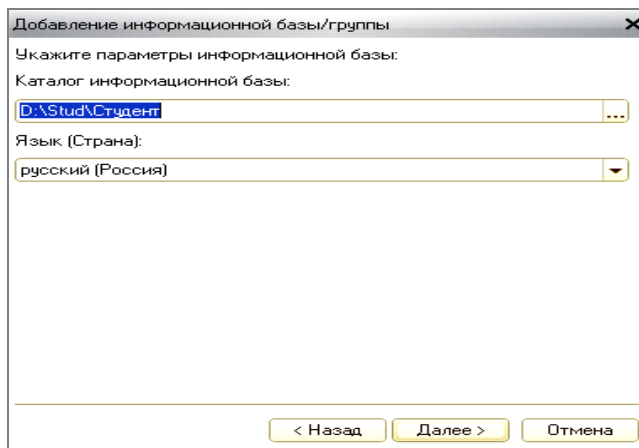 Добавление информационной базы/группы
Укажите параметры информационной базы:
Каталог информационной базы:
D:\Stud\Студент
...
Язык (Страна):
русский (Россия)
< Назад Далее > Отмена